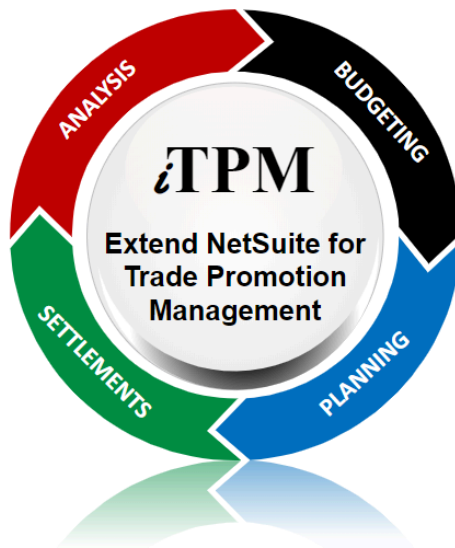 ANALYSIS
BUDGETING
iTPM
Extend NetSuite for
Trade Promotion
Management
SETTLEMENTS
PLANNING